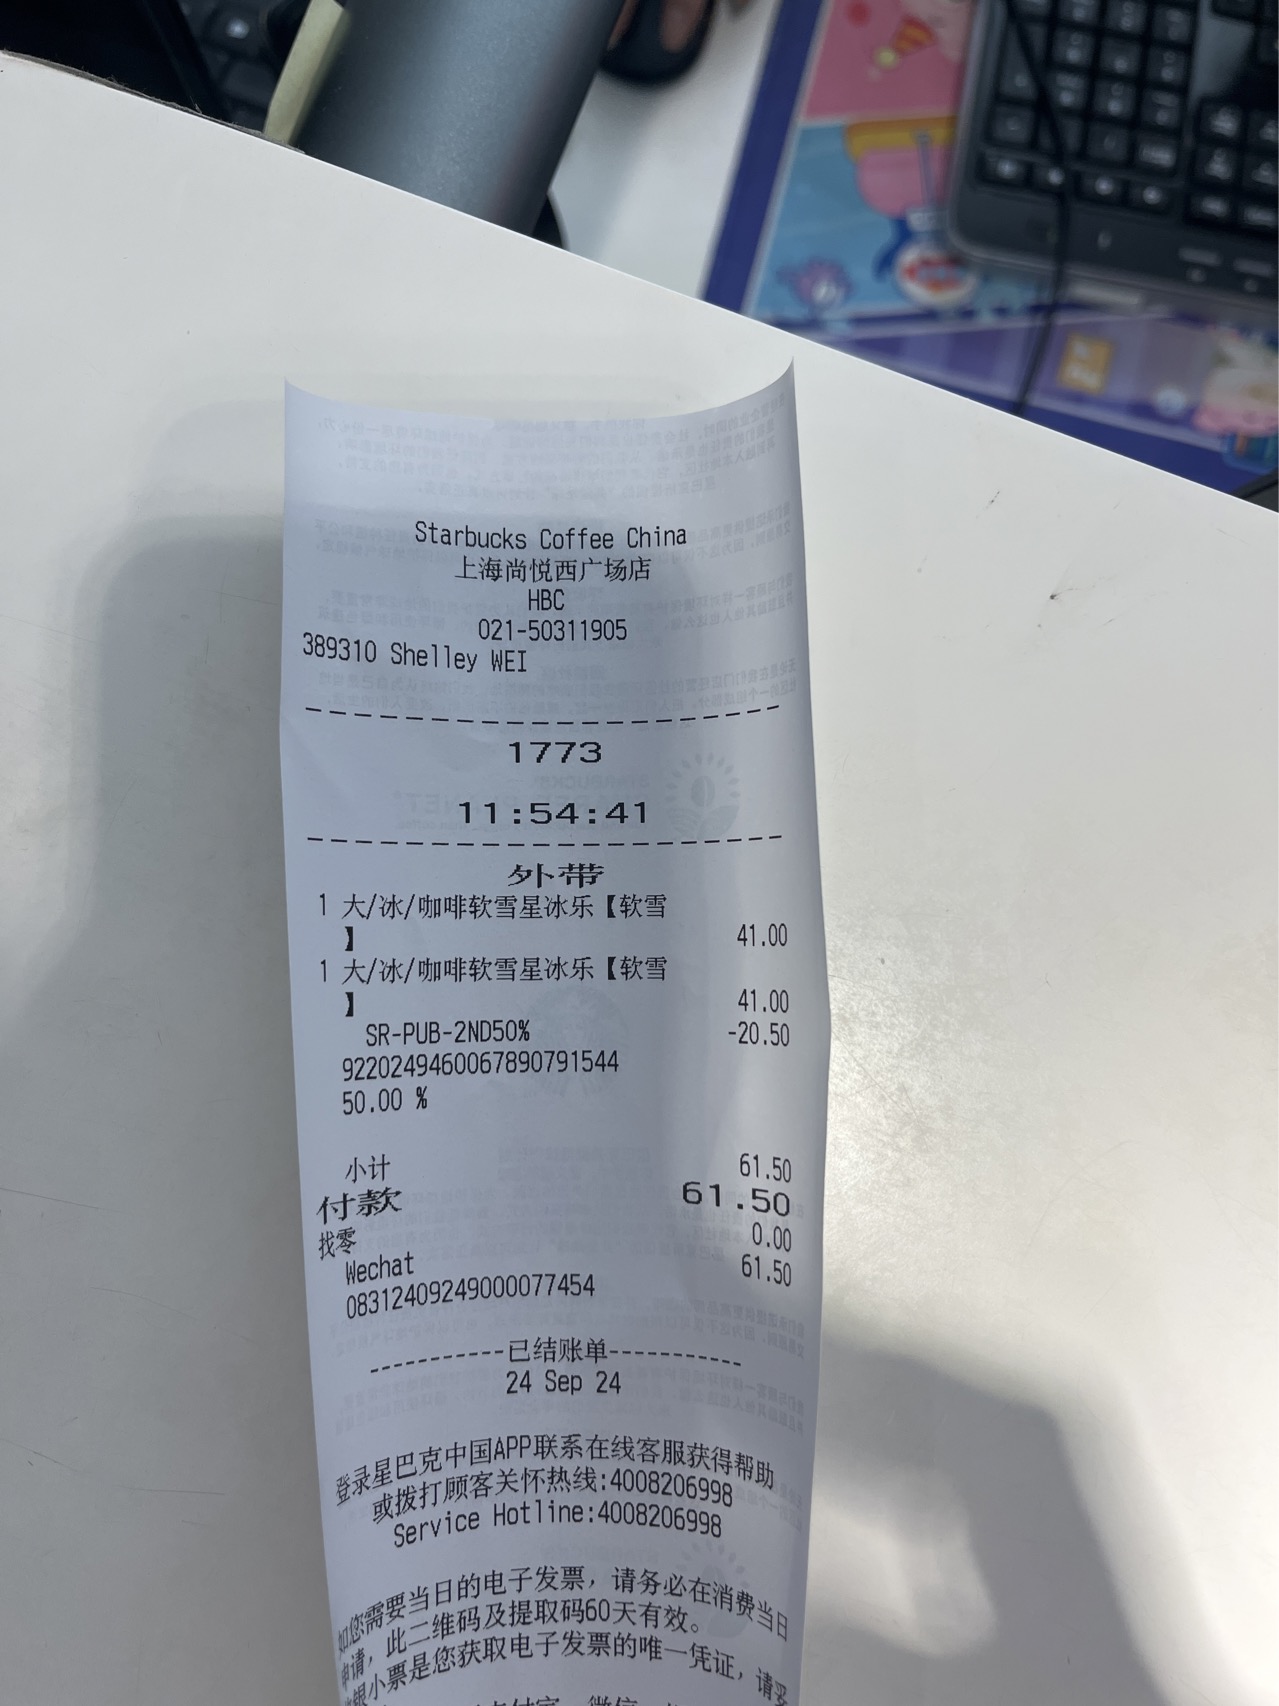 Starbucks Coffee China
上海尚悦西广场店
HBC
021-50311905
389310 Shelley WEI
1773
11:54:41
外带
1 大/冰/咖啡软雪星冰乐【软雪
】 41.00
1 大/冰/咖啡软雪星冰乐【软雪
】 41.00
SR-PUB-2ND50% -20.50
9220249460067890791544
50.00 %
小计 61.50
付款 61.50
找零 0.00
Wechat 61.50
08312409249000077454
----------已结账单----------
24 Sep 24
登录星巴克中国APP联系在线客服获得帮助
或拨打顾客关怀热线:4008206998
Service Hotline:4008206998
如您需要当日的电子发票，请务必在消费当日
申请，此二维码及提取码60天有效。
银小票是您获取电子发票的唯一凭证，请妥